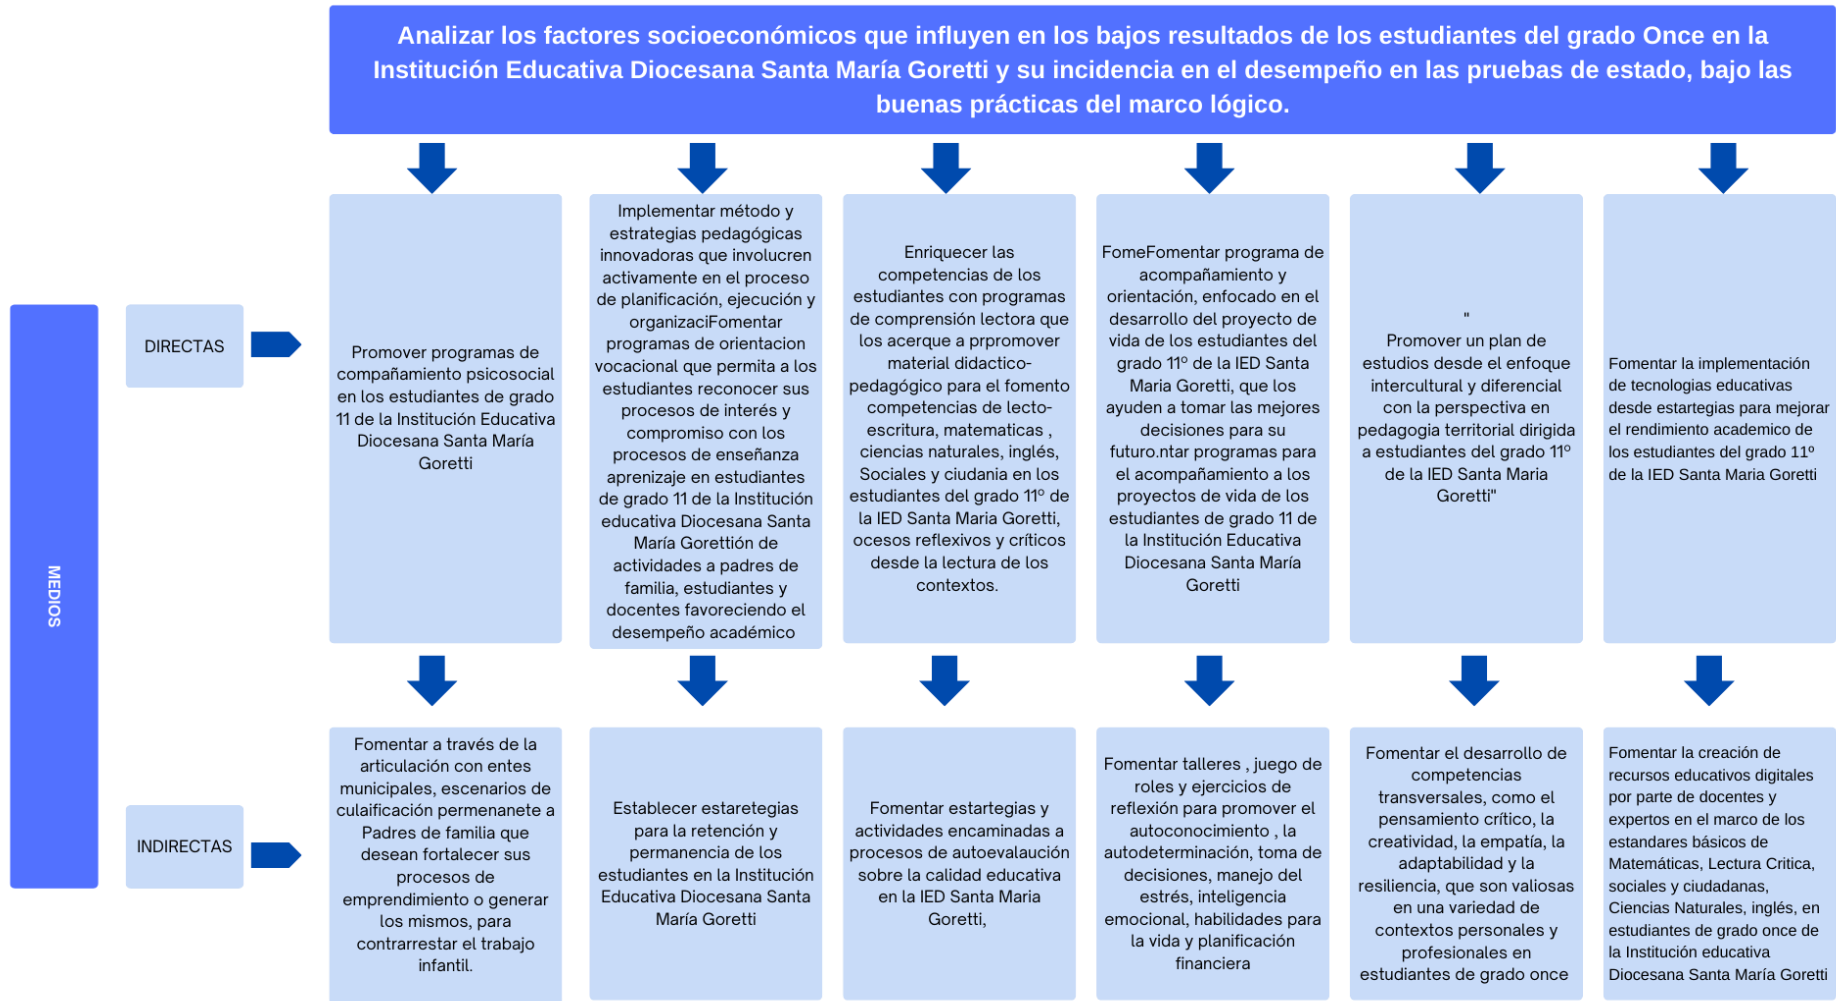 Analizar los factores socioeconómicos que influyen en los bajos resultados de los estudiantes del grado Once en la
Institución Educativa Diocesana Santa María Goretti y su incidencia en el desempeño en las pruebas de estado, bajo las
buenas prácticas del marco lógico.
MEDIOS
DIRECTAS
Promover programas de
compañamiento psicosocial
en los estudiantes de grado
11 de la Institución Educativa
Diocesana Santa María
Goretti
Implementar método y
estrategias pedagógicas
innovadoras que involucren
activamente en el proceso
de planificación, ejecución y
organizaciFomentar
programas de orientacion
vocacional que permita a los
estudiantes reconocer sus
procesos de interés y
compromiso con los
procesos de enseñanza
aprenizaje en estudiantes
de grado 11 de la Institución
educativa Diocesana Santa
María Gorettión de
actividades a padres de
familia, estudiantes y
docentes favoreciendo el
desempeño académico
Enriquecer las
competencias de los
estudiantes con programas
de comprensión lectora que
los acerque a prpromover
material didactico-
pedagógico para el fomento
competencias de lecto-
escritura, matematicas ,
ciencias naturales, inglés,
Sociales y ciudania en los
estudiantes del grado 11º de
la IED Santa Maria Goretti,
ocesos reflexivos y críticos
desde la lectura de los
contextos.
FomeFomentar programa de
acompañamiento y
orientación, enfocado en el
desarrollo del proyecto de
vida de los estudiantes del
grado 11º de la IED Santa
Maria Goretti, que los
ayuden a tomar las mejores
decisiones para su
futuro.ntar programas para
el acompañamiento a los
proyectos de vida de los
estudiantes de grado 11 de
la Institución Educativa
Diocesana Santa María
Goretti
"
Promover un plan de
estudios desde el enfoque
intercultural y diferencial
con la perspectiva en
pedagogia territorial dirigida
a estudiantes del grado 11º
de la IED Santa Maria
Goretti"
Fomentar la implementación
de tecnologias educativas
desde estartegias para mejorar
el rendimiento academico de
los estudiantes del grado 11º
de la IED Santa Maria Goretti
INDIRECTAS
Fomentar a través de la
articulación con entes
municipales, escenarios de
culaificación permenanete a
Padres de familia que
desean fortalecer sus
procesos de
emprendimiento o generar
los mismos, para
contrarrestar el trabajo
infantil.
Establecer estaretegias
para la retención y
permanencia de los
estudiantes en la Institución
Educativa Diocesana Santa
María Goretti
Fomentar estartegias y
actividades encaminadas a
procesos de autoevalaución
sobre la calidad educativa
en la IED Santa Maria
Goretti,
Fomentar talleres , juego de
roles y ejercicios de
reflexión para promover el
autoconocimiento , la
autodeterminación, toma de
decisiones, manejo del
estrés, inteligencia
emocional, habilidades para
la vida y planificación
financiera
Fomentar el desarrollo de
competencias
transversales, como el
pensamiento crítico, la
creatividad, la empatía, la
adaptabilidad y la
resiliencia, que son valiosas
en una variedad de
contextos personales y
profesionales en
estudiantes de grado once
Fomentar la creación de
recursos educativos digitales
por parte de docentes y
expertos en el marco de los
estandares básicos de
Matemáticas, Lectura Critica,
sociales y ciudadanas,
Ciencias Naturales, inglés, en
estudiantes de grado once de
la Institución educativa
Diocesana Santa María Goretti